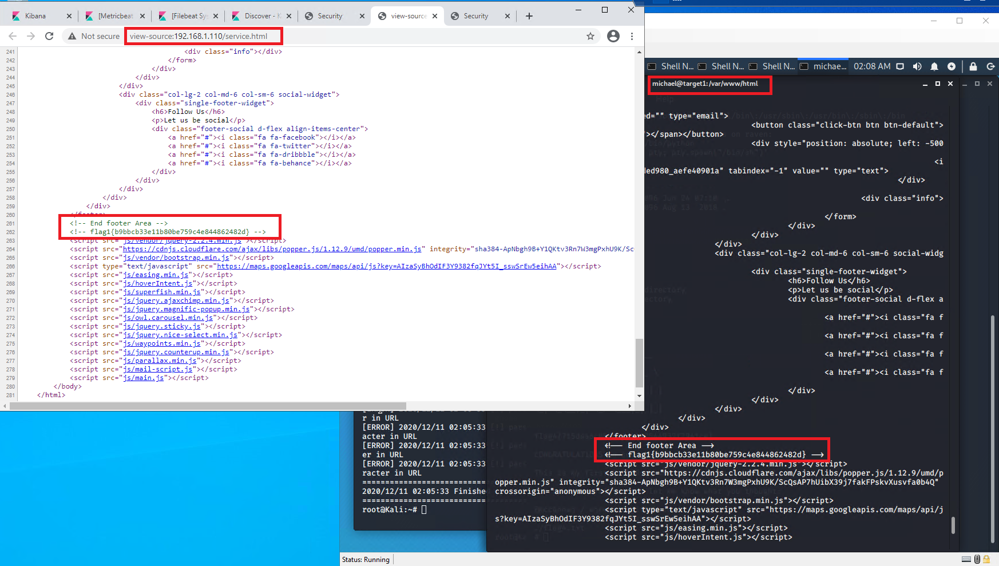 Kibana
[Metricbeat
[Filebeat Sys
Discover - K
Security
view-source
Security
Not secure
view-source:192.168.1.110/service.html
241 <div class="info"></div>
242 </form>
243 </div>
244 </div>
245 </div>
246 <div class="col-lg-2 col-md-6 col-sm-6 social-widget">
247 <div class="single-footer-widget">
248 <h6>Follow Us</h6>
249 <p>Let us be social</p>
250 <div class="footer-social d-flex align-items-center">
251 <a href="#"><i class="fa fa-facebook"></i></a>
252 <a href="#"><i class="fa fa-twitter"></i></a>
253 <a href="#"><i class="fa fa-dribbble"></i></a>
254 <a href="#"><i class="fa fa-behance"></i></a>
255 </div>
256 </div>
257 </div>
258 </div>
259 </div>
260 </footer>
261 <!-- End footer Area -->
262 <!-- flag1{b9bbcb33e11b80be759c4e844862482d} -->
263 <script src="js/vendor/jquery-2.2.4.min.js"></script>
264 <script src="https://cdnjs.cloudflare.com/ajax/libs/popper.js/1.12.9/umd/popper.min.js" integrity="sha384-ApNbgh9B+Y1QKtv3Rn7W3mgPxhU9K/Sc
265 <script src="js/vendor/bootstrap.min.js"></script>
266 <script type="text/javascript" src="https://maps.googleapis.com/maps/api/js?key=AIzaSyBhOdIF3Y9382fqJYt5I_sswSrEw5eihAA"></script>
267 <script src="js/easing.min.js"></script>
268 <script src="js/hoverIntent.js"></script>
269 <script src="js/superfish.min.js"></script>
270 <script src="js/jquery.ajaxchimp.min.js"></script>
271 <script src="js/jquery.magnific-popup.min.js"></script>
272 <script src="js/owl.carousel.min.js"></script>
273 <script src="js/jquery.sticky.js"></script>
274 <script src="js/jquery.nice-select.min.js"></script>
275 <script src="js/waypoints.min.js"></script>
276 <script src="js/jquery.counterup.min.js"></script>
277 <script src="js/parallax.min.js"></script>
278 <script src="js/mail-script.js"></script>
279 <script src="js/main.js"></script>
280 </body>
281 </html>
Shell N...
Shell N...
Shell N...
michae...
02:08 AM
michael@target1:/var/www/html
Help
ed="" type="email">
<button class="click-btn btn btn-default">
"></span></button>
<div style="position: absolute; left: -500
<i
ded980_aefe40901a" tabindex="-1" value="" type="text">
</div>
<div class="info">
</form>
</div>
</div>
</div>
<div class="col-lg-2 col-md-6 col-sm-6 social-widg
<div class="single-footer-widget">
<h6>Follow Us</h6>
<p>Let us be social</p>
<div class="footer-social d-flex a
<a href="#"><i class="fa f
<a href="#"><i class="fa f
<a href="#"><i class="fa f
<a href="#"><i class="fa f
</div>
</div>
</div>
</div>
</div>
</footer>
<!-- End footer Area -->
<!-- flag1{b9bbcb33e11b80be759c4e844862482d} -->
<script src="js/vendor/jquery-2.2.4.min.js"></script>
<script src="https://cdnjs.cloudflare.com/ajax/libs/popper.js/1.12.9/umd/p
opper.min.js" integrity="sha384-ApNbgh9B+Y1QKtv3Rn7W3mgPxhU9K/ScQsAP7hUibX39j7fakFPskvXusvfa0b4Q"
crossorigin="anonymous"></script>
<script src="js/vendor/bootstrap.min.js"></script>
<script type="text/javascript" src="https://maps.googleapis.com/maps/api/j
s?key=AIzaSyBhOdIF3Y9382fqJYt5I_sswSrEw5eihAA"></script>
<script src="js/easing.min.js"></script>
<script src="js/hoverIntent.js"></script>
r in URL
[ERROR] 2020/12/11 02:05:33 [!] pars
acter in URL
[ERROR] 2020/12/11 02:05:33 [!] pars
er in URL
[ERROR] 2020/12/11 02:05:33 [!] pars
racter in URL
===========================
2020/12/11 02:05:33 Finished
===========================
root@Kali:~#
Status: Running